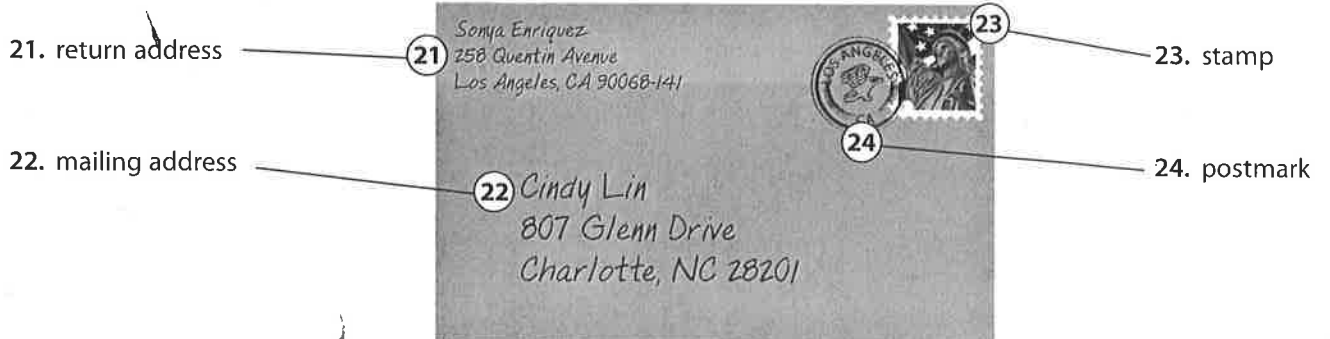 21. return address
22. mailing address
21
Sonya Enriquez
258 Quentin Avenue
Los Angeles, CA 90068-141
22
Cindy Lin
807 Glenn Drive
Charlotte, NC 28201
LOS ANGELES
CA
23
24
23. stamp
24. postmark